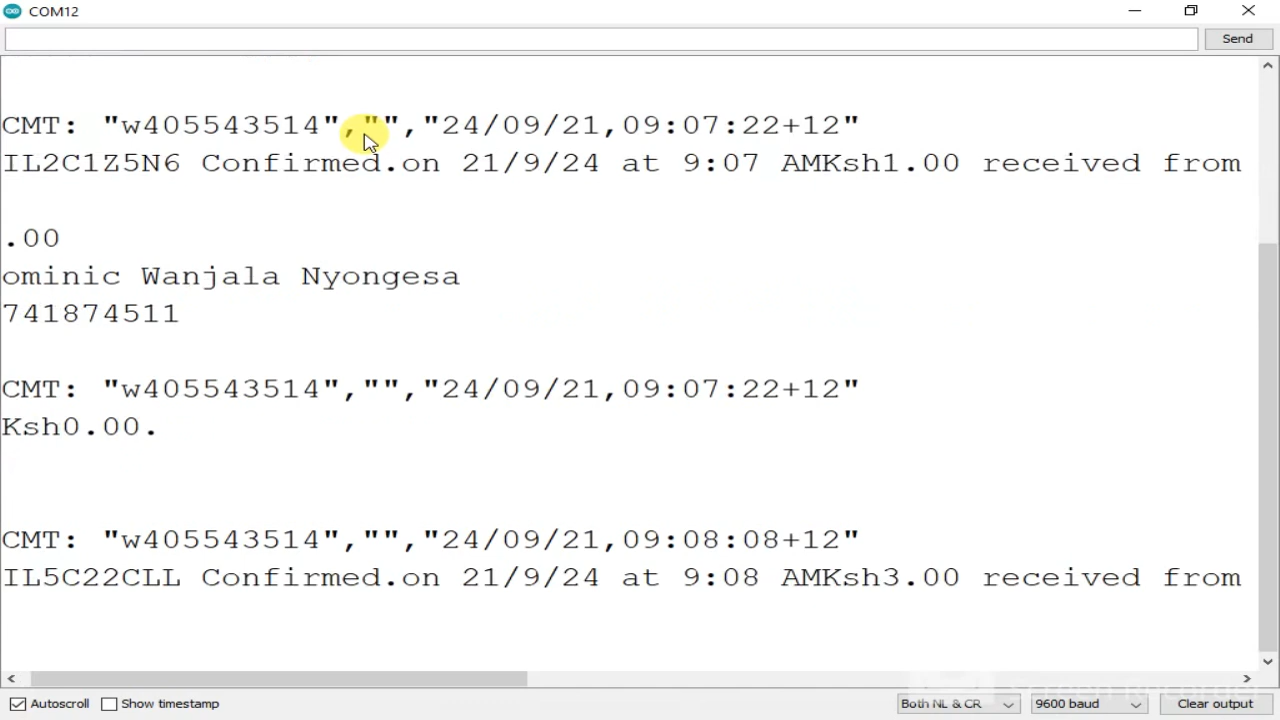 COM12
Send
CMT: "w405543514","","24/09/21,09:07:22+12"
IL2C1Z5N6 Confirmed.on 21/9/24 at 9:07 AMKsh1.00 received from
.00
ominic Wanjala Nyongesa
741874511
CMT: "w405543514","","24/09/21,09:07:22+12"
Ksh0.00.
CMT: "w405543514","","24/09/21,09:08:08+12"
IL5C22CLL Confirmed.on 21/9/24 at 9:08 AMKsh3.00 received from
Autoscroll Show timestamp Both NL & CR 9600 baud Clear output